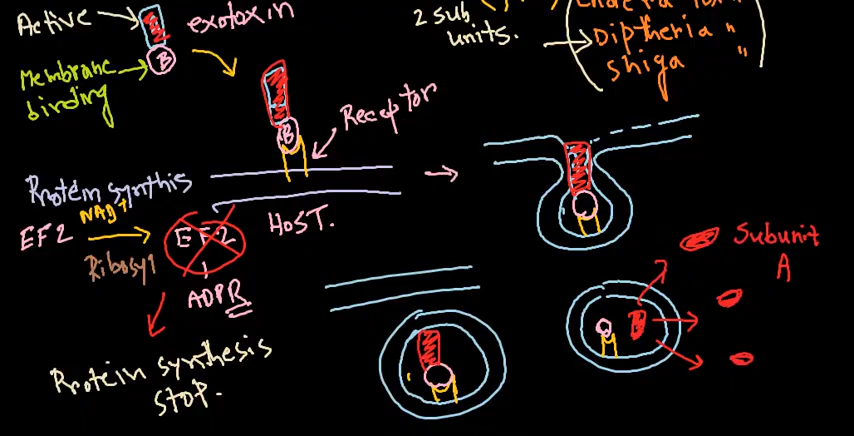 Active
exotoxin
2 sub
units.
Diptheria "
Shiga "
Membrane
binding
B
B
Receptor
Protein synthis
HOST.
EF2
NAg+
Ribosyl
EF2
ADPR
Subunit
A
Protein synthesis
STOP.